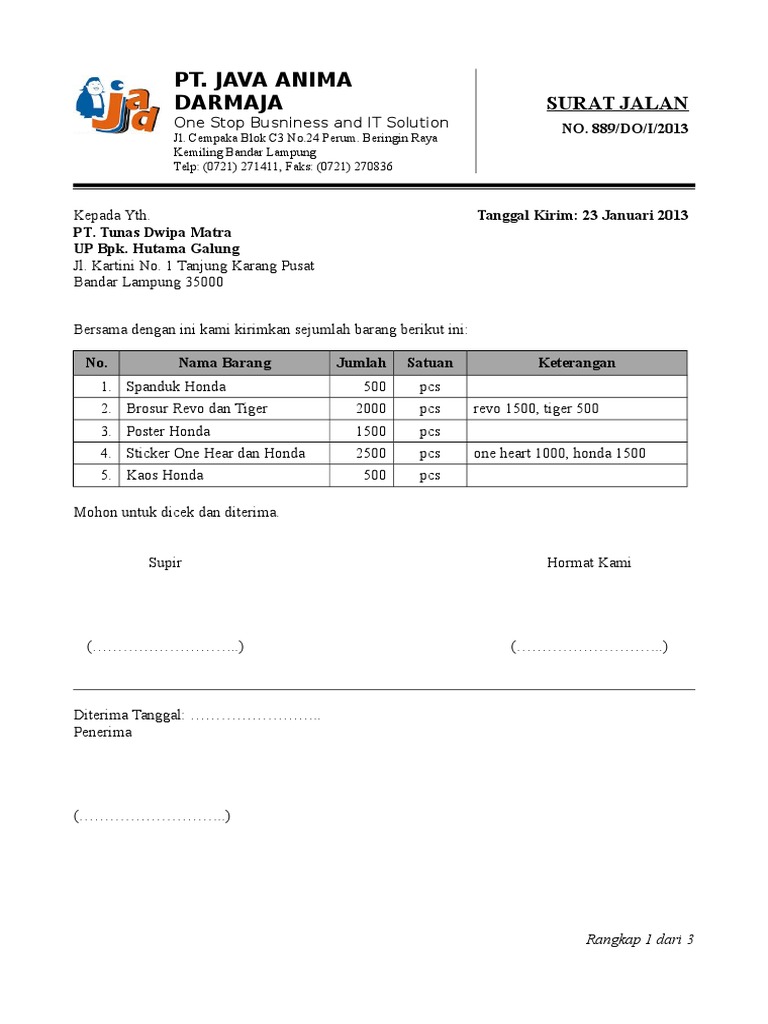 jad
PT. JAVA ANIMA
DARMAJA
One Stop Busniness and IT Solution
Jl. Cempaka Blok C3 No.24 Perum. Beringin Raya
Kemiling Bandar Lampung
Telp: (0721) 271411, Faks: (0721) 270836
SURAT JALAN
NO. 889/DO/I/2013
Kepada Yth.
Tanggal Kirim: 23 Januari 2013
PT. Tunas Dwipa Matra
UP Bpk. Hutama Galung
Jl. Kartini No. 1 Tanjung Karang Pusat
Bandar Lampung 35000
Bersama dengan ini kami kirimkan sejumlah barang berikut ini:
No. Nama Barang Jumlah Satuan Keterangan
1. Spanduk Honda 500 pcs
2. Brosur Revo dan Tiger 2000 pcs revo 1500, tiger 500
3. Poster Honda 1500 pcs
4. Sticker One Hear dan Honda 2500 pcs one heart 1000, honda 1500
5. Kaos Honda 500 pcs
Mohon untuk dicek dan diterima.
Supir Hormat Kami
(………………………..) (………………………..)
Diterima Tanggal: ……………………..
Penerima
(………………………..)
Rangkap 1 dari 3